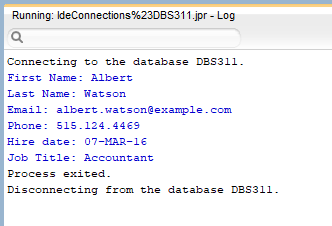 Running: IdeConnections%23DBS311.jpr - Log
Connecting to the database DBS311.
First Name: Albert
Last Name: Watson
Email: albert.watson@example.com
Phone: 515.124.4469
Hire date: 07-MAR-16
Job Title: Accountant
Process exited.
Disconnecting from the database DBS311.